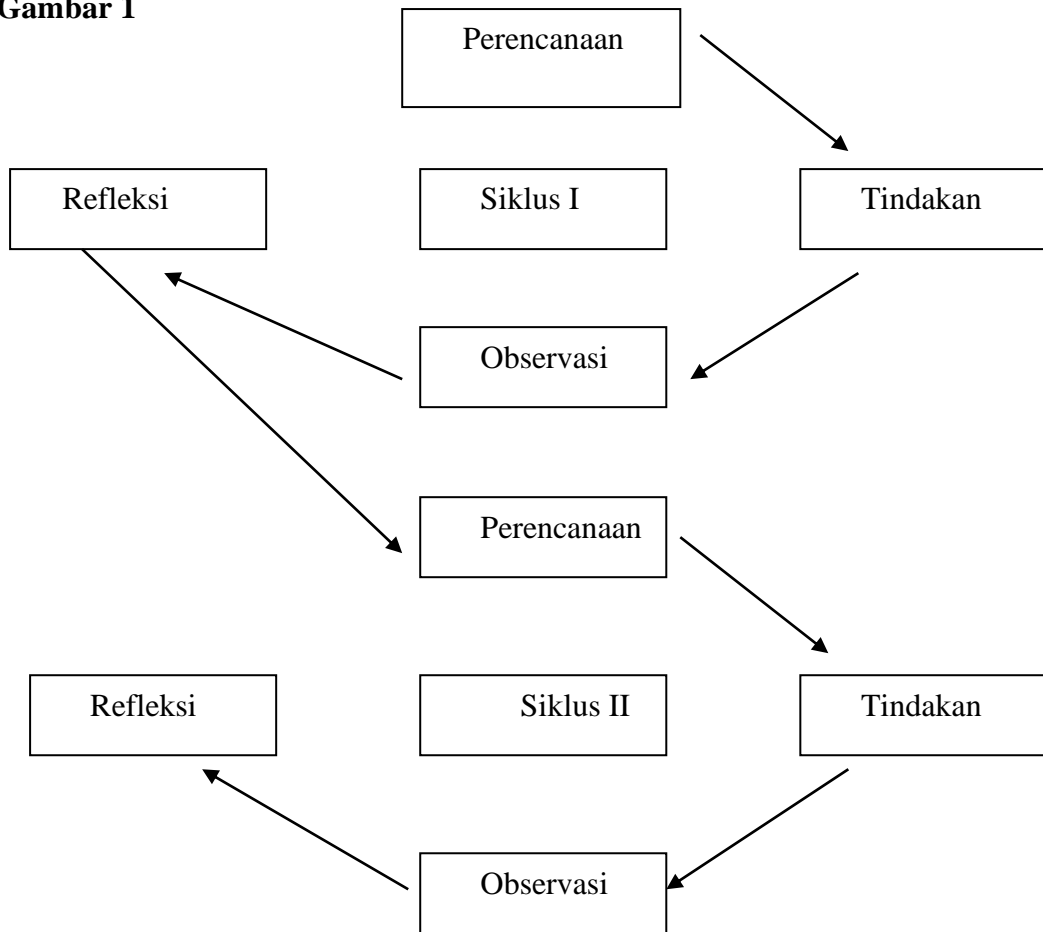 Gambar 1
Perencanaan
Refleksi
Siklus I
Tindakan
Observasi
Perencanaan
Refleksi
Siklus II
Tindakan
Observasi